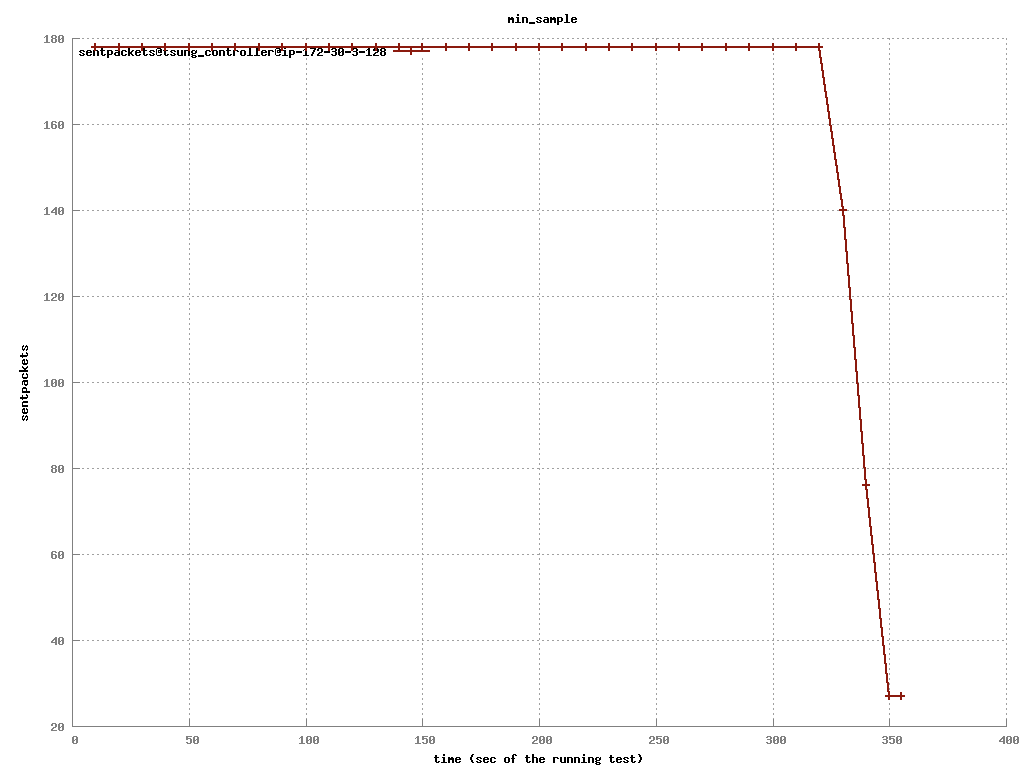 min_sample
180
sentpackets@tsung_controller@ip-172-30-3-128
160
140
120
100
80
60
40
20
sentpackets
0 50 100 150 200 250 300 350 400
time (sec of the running test)